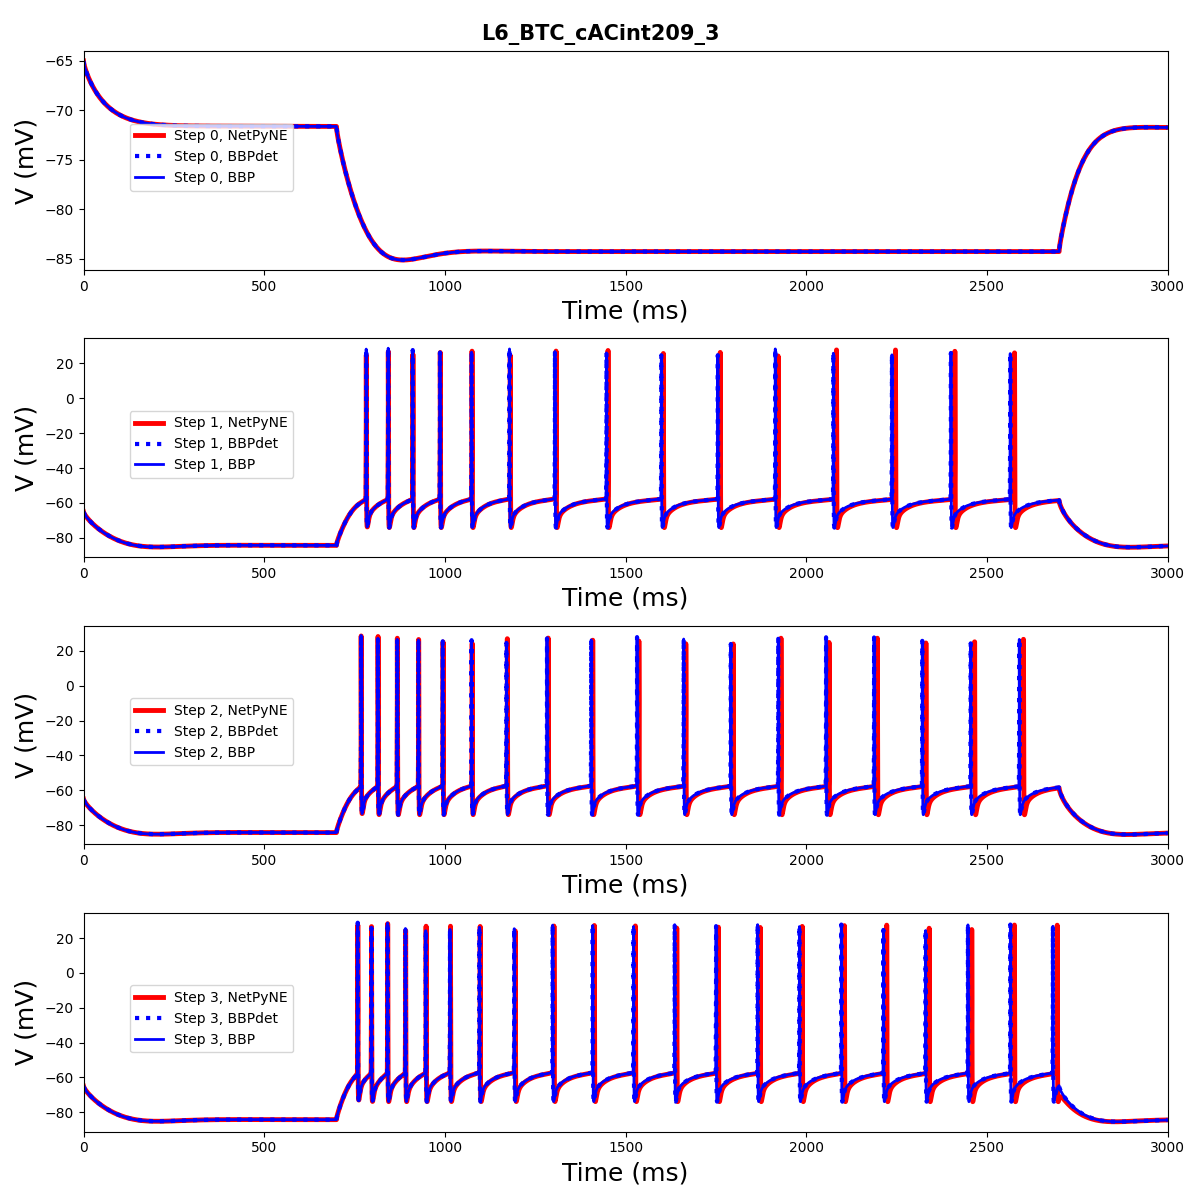 L6_BTC_cACint209_3
V (mV)
−65
−70
−75
−80
−85
Step 0, NetPyNE
Step 0, BBPdet
Step 0, BBP
0 500 1000 1500 2000 2500 3000
Time (ms)
V (mV)
20
0
−20
−40
−60
−80
Step 1, NetPyNE
Step 1, BBPdet
Step 1, BBP
0 500 1000 1500 2000 2500 3000
Time (ms)
V (mV)
20
0
−20
−40
−60
−80
Step 2, NetPyNE
Step 2, BBPdet
Step 2, BBP
0 500 1000 1500 2000 2500 3000
Time (ms)
V (mV)
20
0
−20
−40
−60
−80
Step 3, NetPyNE
Step 3, BBPdet
Step 3, BBP
0 500 1000 1500 2000 2500 3000
Time (ms)